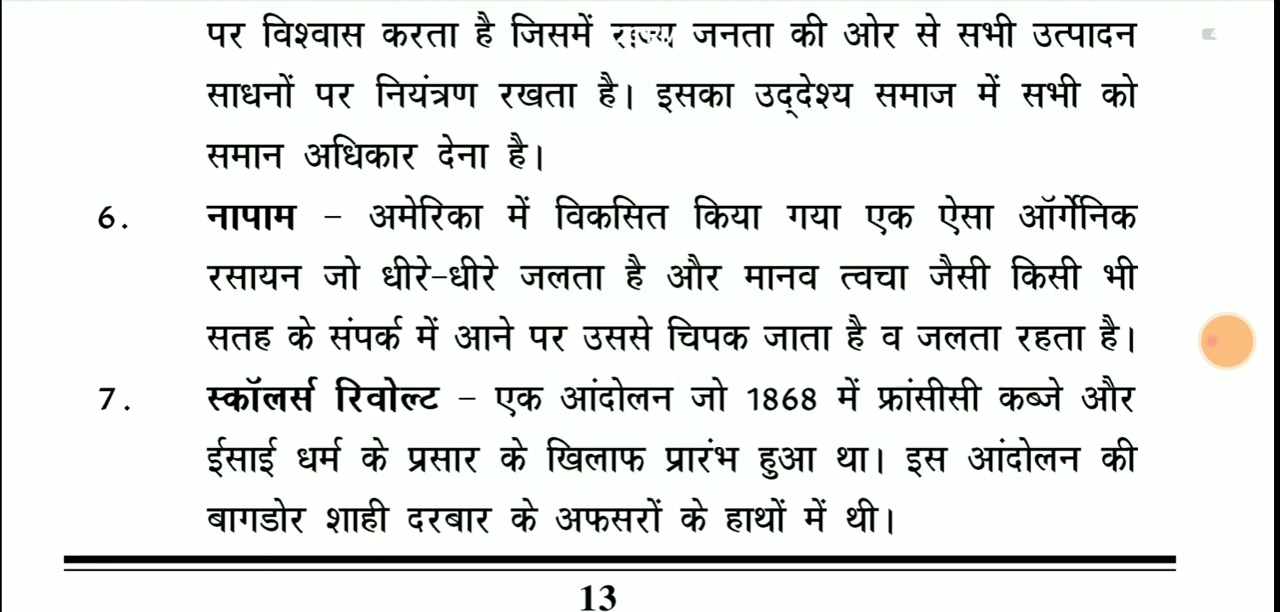 पर विश्वास करता है जिसमें राज्य जनता की ओर से सभी उत्पादन
साधनों पर नियंत्रण रखता है। इसका उद्देश्य समाज में सभी को
समान अधिकार देना है।
6. नापाम – अमेरिका में विकसित किया गया एक ऐसा ऑर्गेनिक
रसायन जो धीरे-धीरे जलता है और मानव त्वचा जैसी किसी भी
सतह के संपर्क में आने पर उससे चिपक जाता है व जलता रहता है।
7. स्कॉलर्स रिवोल्ट – एक आंदोलन जो 1868 में फ्रांसीसी कब्जे और
ईसाई धर्म के प्रसार के खिलाफ प्रारंभ हुआ था। इस आंदोलन की
बागडोर शाही दरबार के अफसरों के हाथों में थी।
13